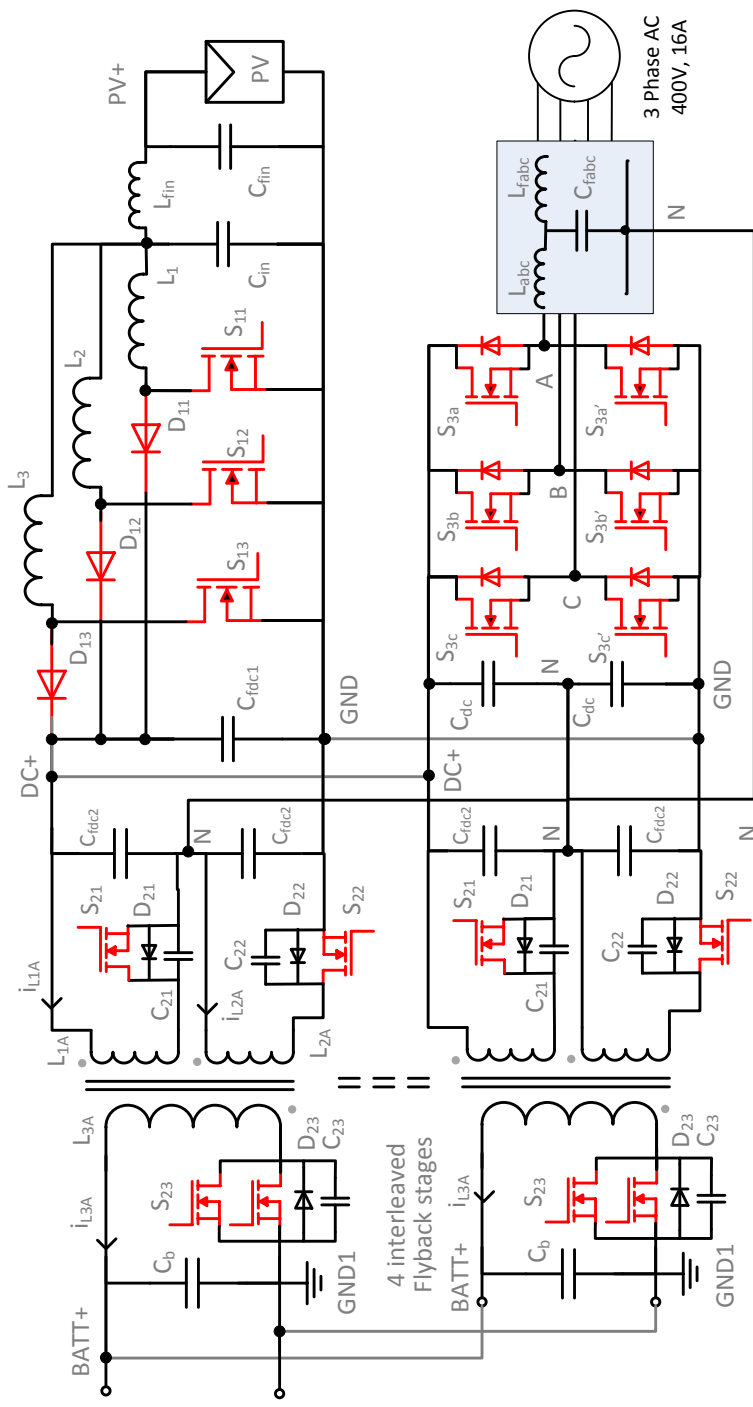 BATT+
i_L3A
L_3A
L_1A
i_L1A
DC+
D_13
L_3
S_21
C_fdc2
D_12
L_2
PV+
D_21
C_b
S_23
C_21
D_11
L_1
L_fin
N
S_13
S_12
S_11
C_22
i_L2A
C_fdc2
C_fdc1
C_in
C_fin
PV
D_22
D_23
L_2A
C_23
GND1
S_22
GND
4 interleaved
Flyback stages
BATT+
i_L3A
DC+
S_21
C_fdc2
C_dc
S_3c
S_3b
S_3a
D_21
C_b
S_23
C_21
N
N
C
B
A
L_abc
L_fabc
C_dc
C_fabc
C_22
C_fdc2
S_3c'
S_3b'
S_3a'
D_22
D_23
C_23
S_22
GND
N
GND1
N
3 Phase AC
400V, 16A